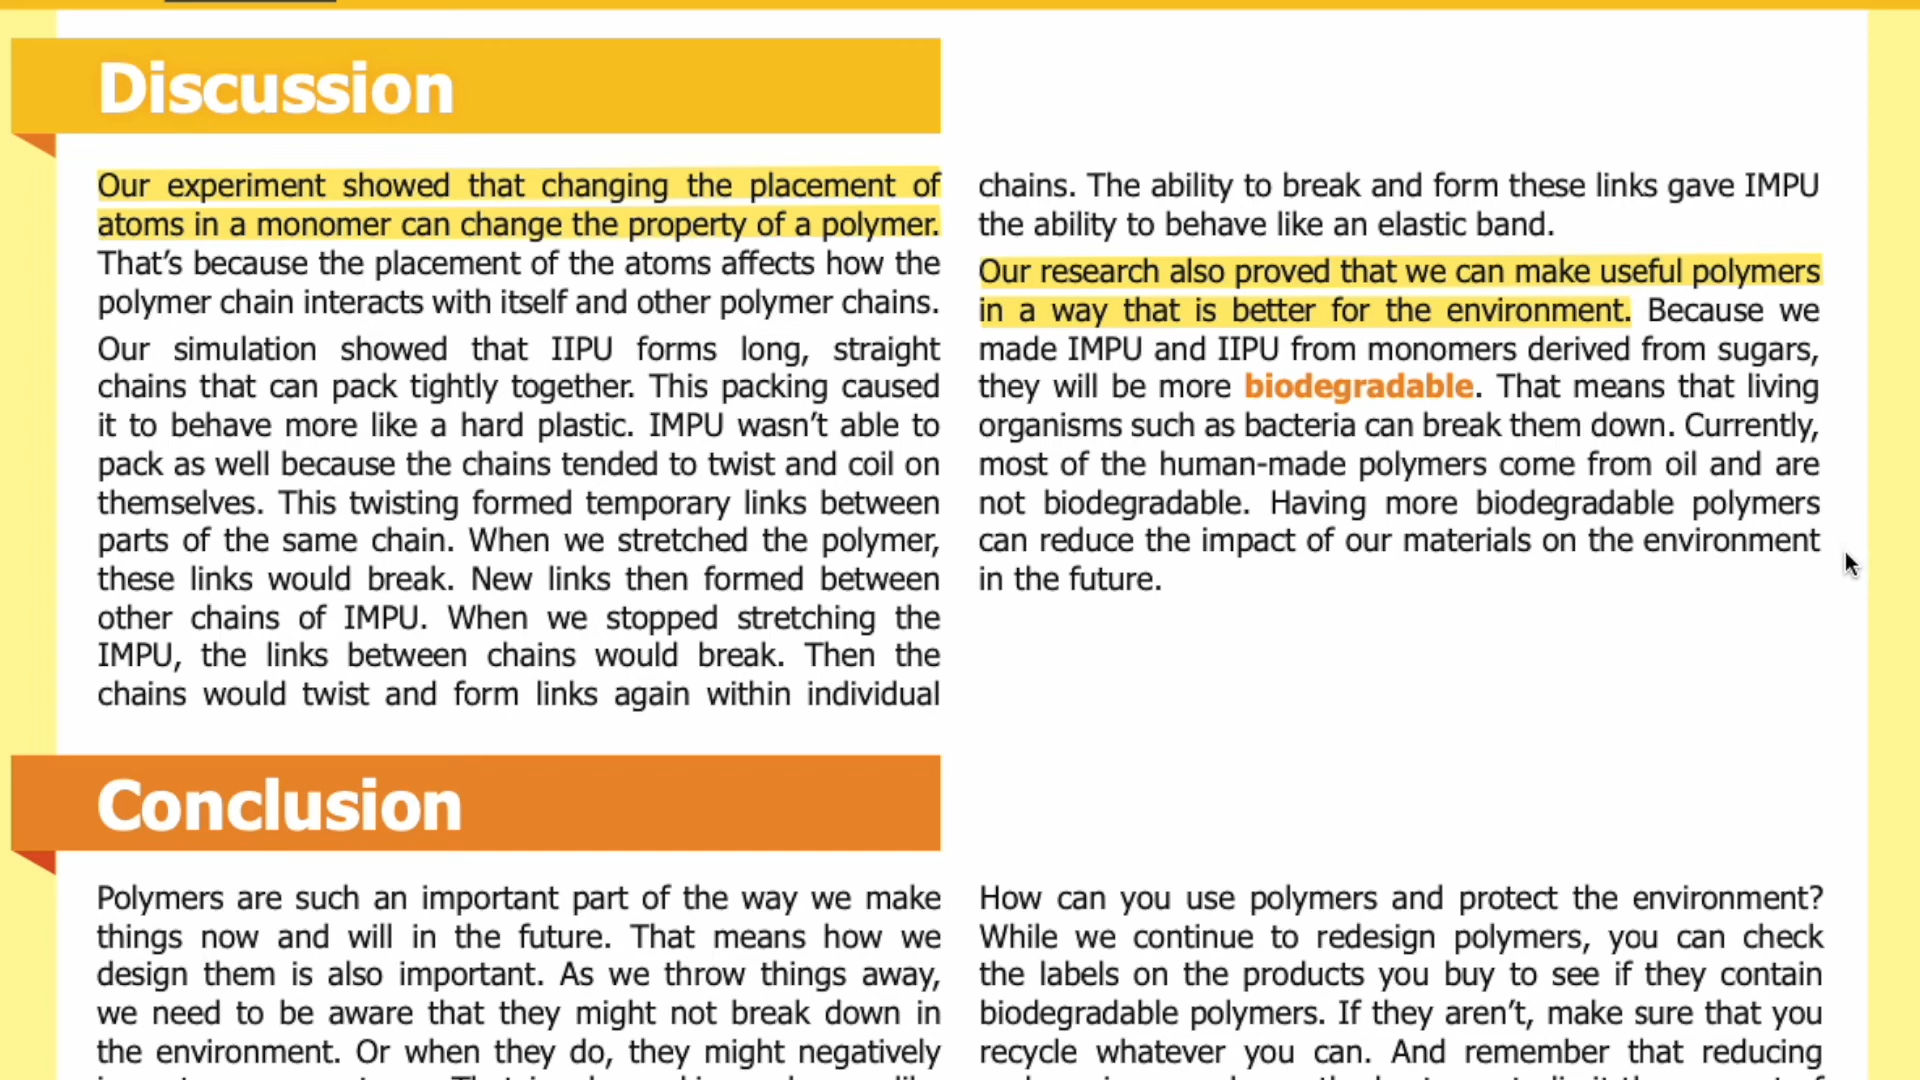 Discussion
Our experiment showed that changing the placement of
atoms in a monomer can change the property of a polymer.
That’s because the placement of the atoms affects how the
polymer chain interacts with itself and other polymer chains.
Our simulation showed that IIPU forms long, straight
chains that can pack tightly together. This packing caused
it to behave more like a hard plastic. IMPU wasn’t able to
pack as well because the chains tended to twist and coil on
themselves. This twisting formed temporary links between
parts of the same chain. When we stretched the polymer,
these links would break. New links then formed between
other chains of IMPU. When we stopped stretching the
IMPU, the links between chains would break. Then the
chains would twist and form links again within individual
chains. The ability to break and form these links gave IMPU
the ability to behave like an elastic band.
Our research also proved that we can make useful polymers
in a way that is better for the environment. Because we
made IMPU and IIPU from monomers derived from sugars,
they will be more biodegradable. That means that living
organisms such as bacteria can break them down. Currently,
most of the human-made polymers come from oil and are
not biodegradable. Having more biodegradable polymers
can reduce the impact of our materials on the environment
in the future.
Conclusion
Polymers are such an important part of the way we make
things now and will in the future. That means how we
design them is also important. As we throw things away,
we need to be aware that they might not break down in
the environment. Or when they do, they might negatively
How can you use polymers and protect the environment?
While we continue to redesign polymers, you can check
the labels on the products you buy to see if they contain
biodegradable polymers. If they aren’t, make sure that you
recycle whatever you can. And remember that reducing